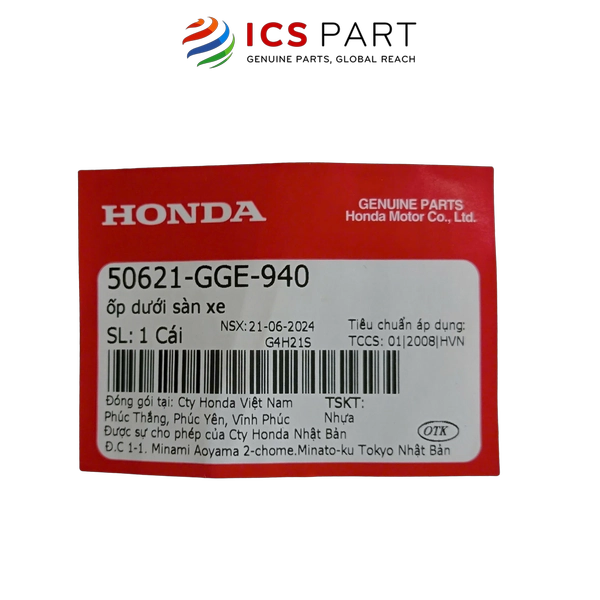 ICS PART
GENUINE PARTS, GLOBAL REACH
HONDA
GENUINE PARTS
Honda Motor Co., Ltd.
50621-GGE-940
ốp dưới sàn xe
SL: 1 Cái
NSX: 21-06-2024
G4H21S
Tiêu chuẩn áp dụng:
TCCS: 01|2008|HVN
Đóng gói tại: Cty Honda Việt Nam
TSKT:
Phúc Thắng, Phúc Yên, Vĩnh Phúc
Nhựa
Được sự cho phép của Cty Honda Nhật Bản
OTK
Đ.C 1-1. Minami Aoyama 2-chome.Minato-ku Tokyo Nhật Bản